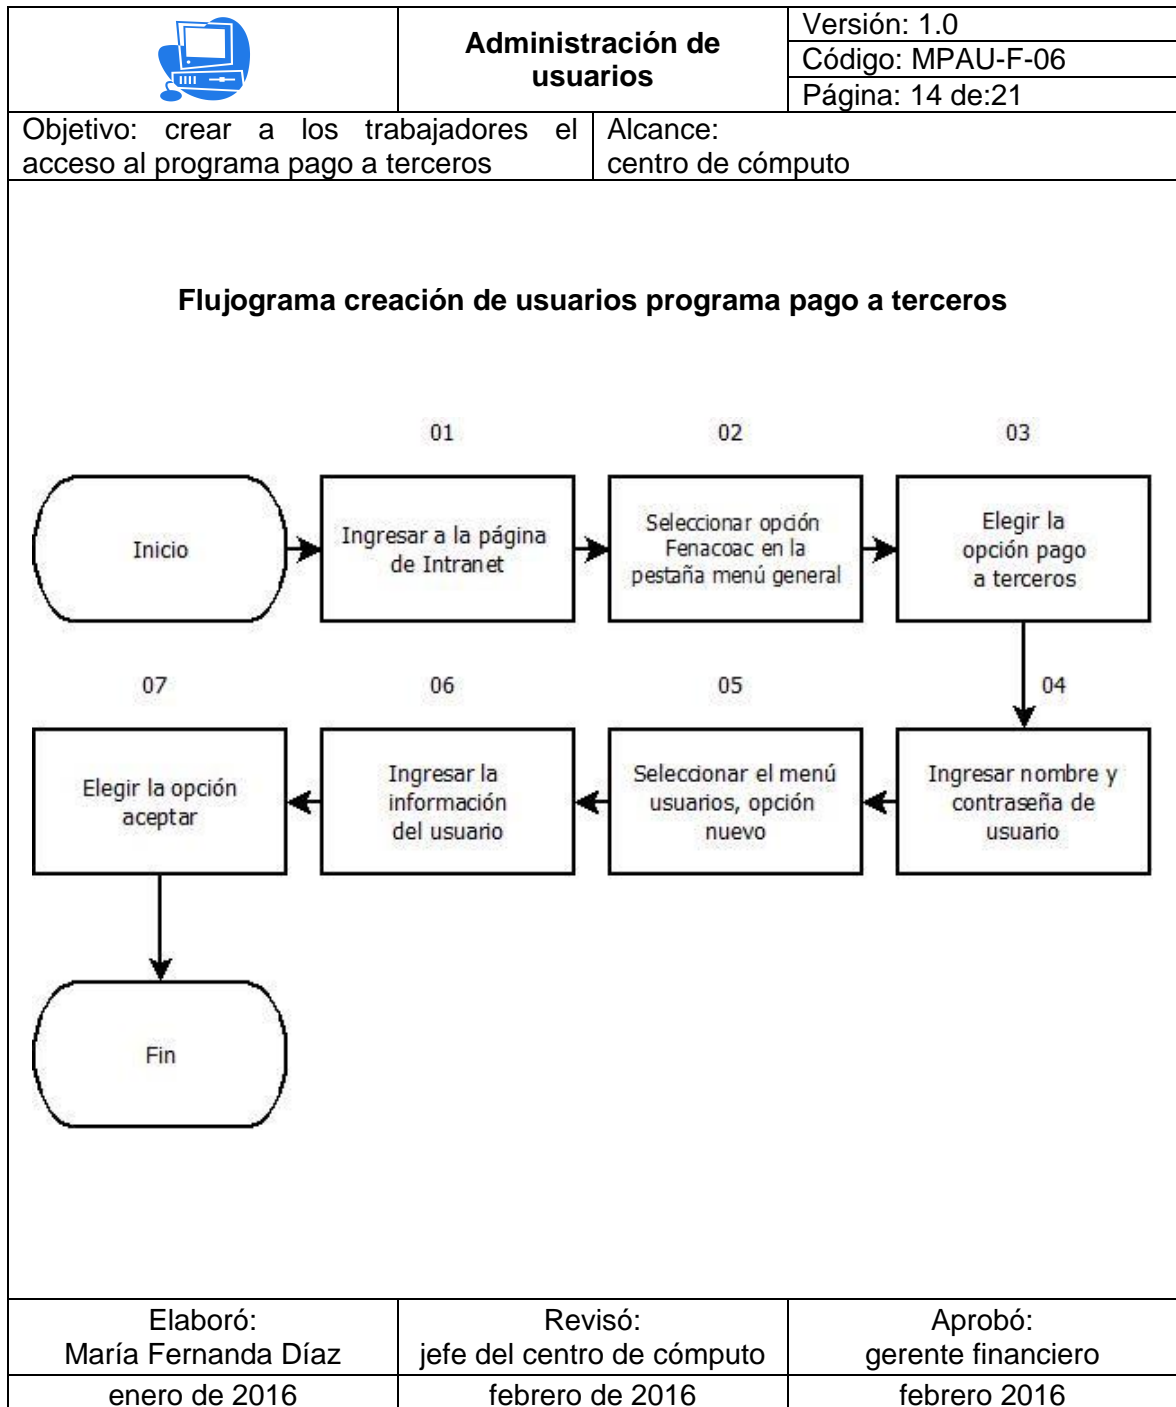 Administración de
usuarios
Versión: 1.0
Código: MPAU-F-06
Página: 14 de:21
Objetivo: crear a los trabajadores el
acceso al programa pago a terceros
Alcance:
centro de cómputo
Flujograma creación de usuarios programa pago a terceros
01
02
03
Inicio
Ingresar a la página
de Intranet
Seleccionar opción
Fenacoac en la
pestaña menú general
Elegir la
opción pago
a terceros
07
06
05
04
Elegir la opción
aceptar
Ingresar la
información
del usuario
Seleccionar el menú
usuarios, opción
nuevo
Ingresar nombre y
contraseña de
usuario
Fin
Elaboró:
María Fernanda Díaz
Revisó:
jefe del centro de cómputo
Aprobó:
gerente financiero
enero de 2016
febrero de 2016
febrero 2016